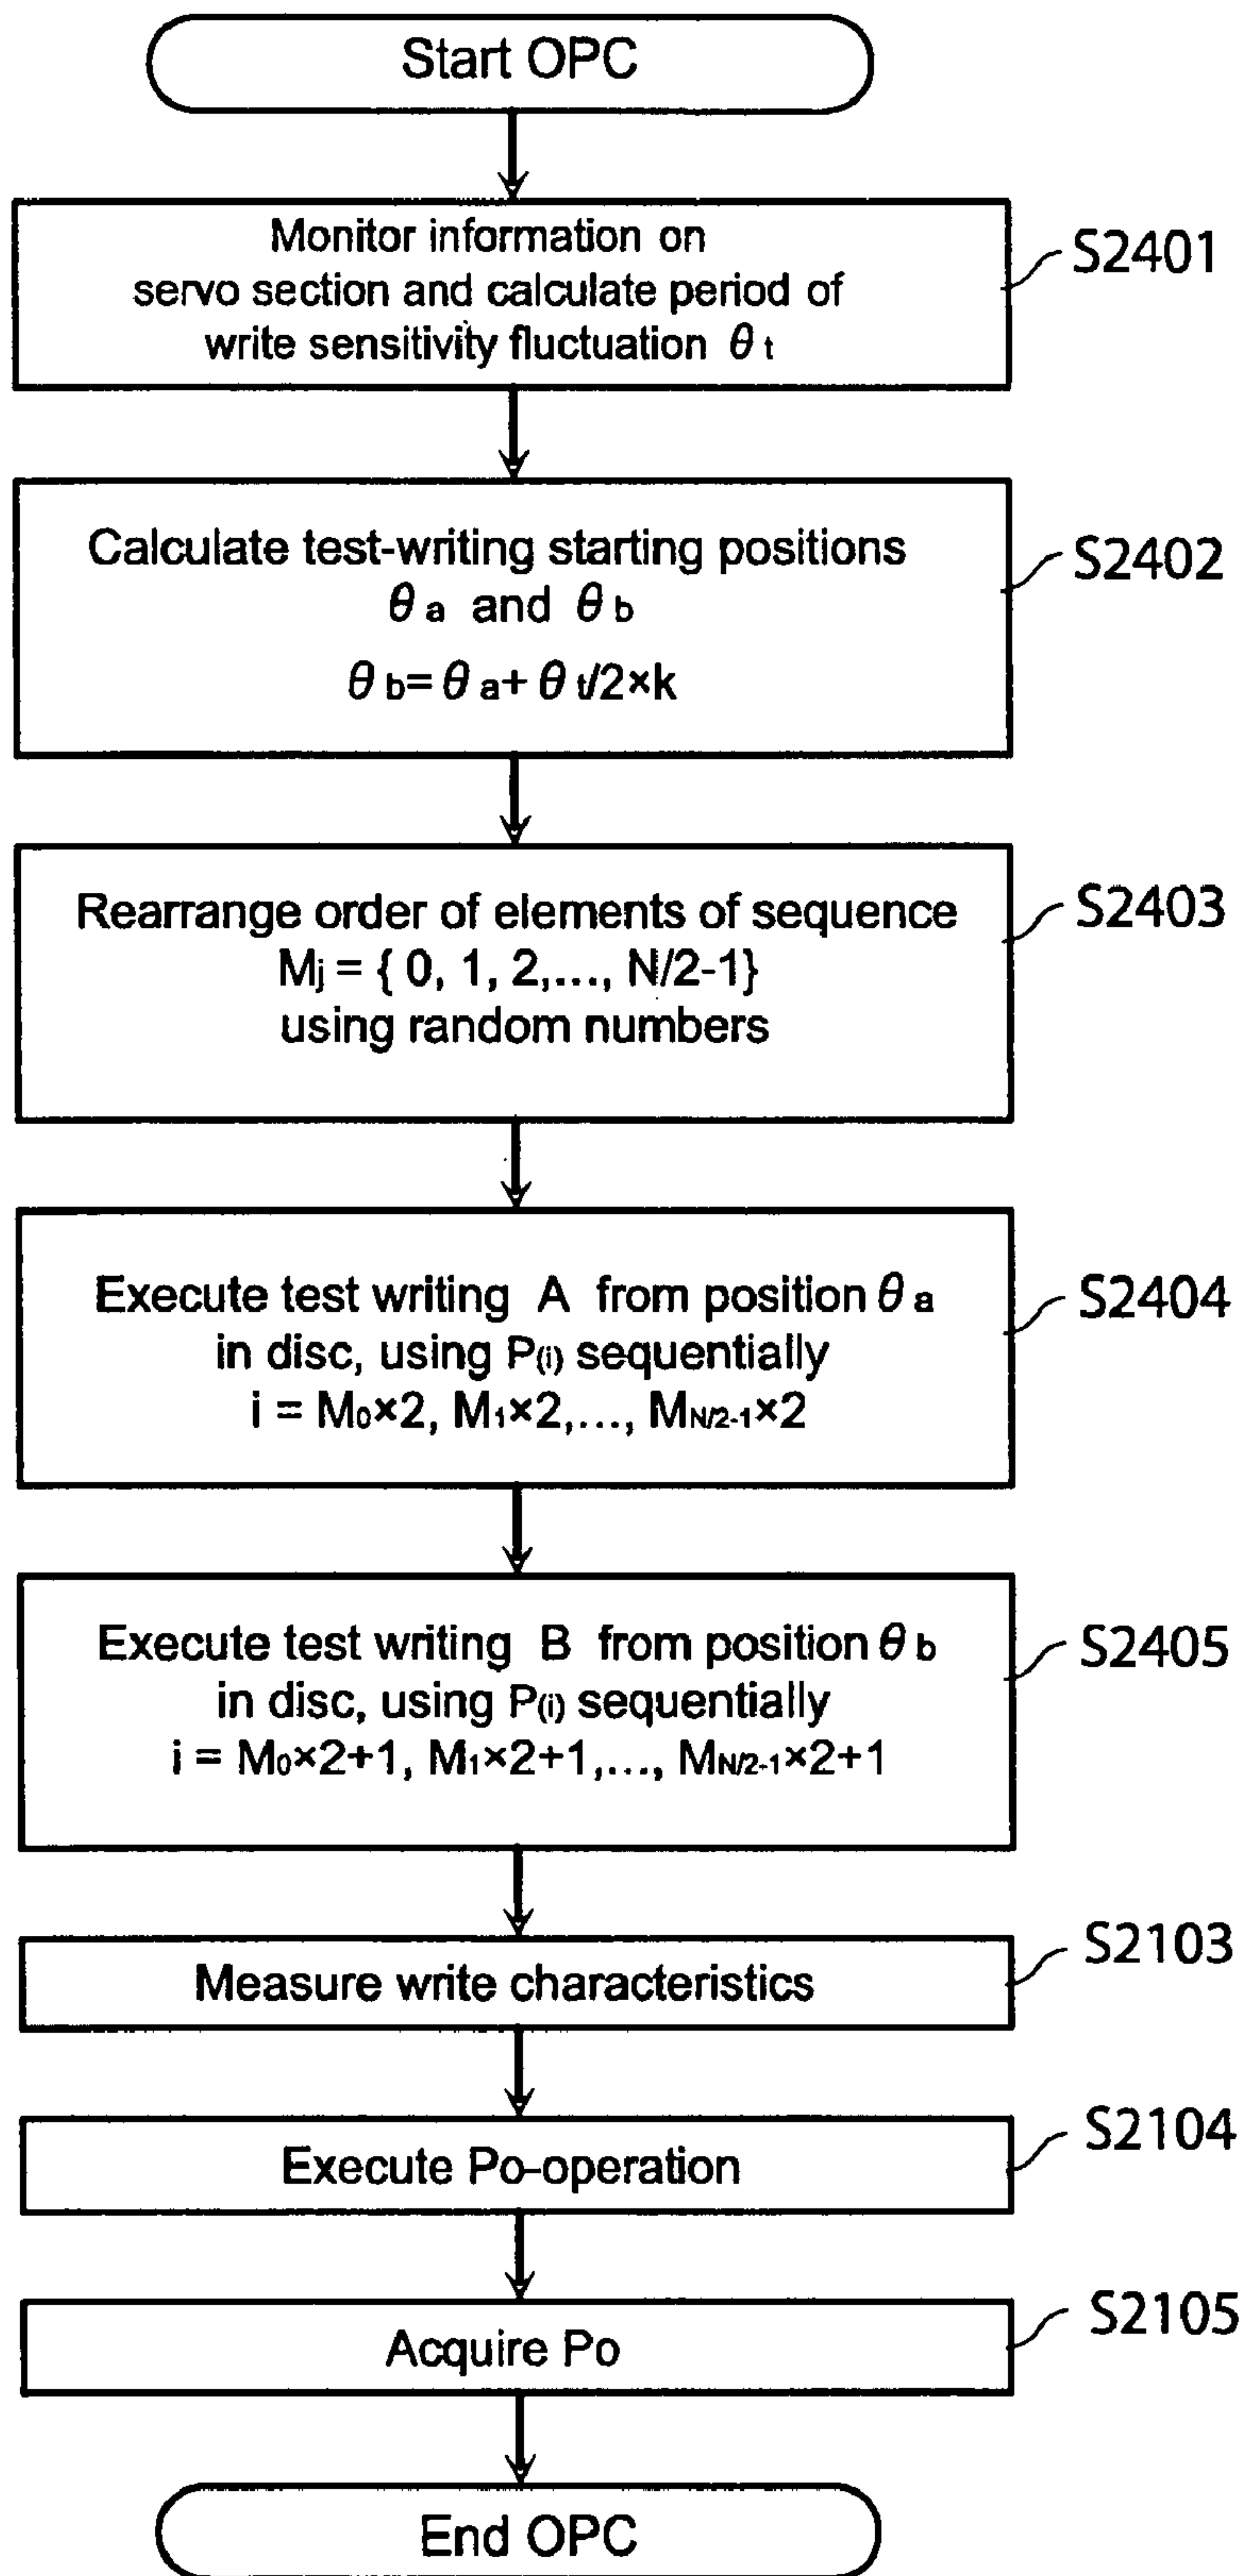 Start OPC
Monitor information on
servo section and calculate period of
write sensitivity fluctuation θt
S2401
Calculate test-writing starting positions
θa and θb
θb=θa+θt/2×k
S2402
Rearrange order of elements of sequence
Mj = { 0, 1, 2,..., N/2-1}
using random numbers
S2403
Execute test writing A from position θa
in disc, using P(i) sequentially
i = M0×2, M1×2,..., MN/2-1×2
S2404
Execute test writing B from position θb
in disc, using P(i) sequentially
i = M0×2+1, M1×2+1,..., MN/2-1×2+1
S2405
Measure write characteristics
S2103
Execute Po-operation
S2104
Acquire Po
S2105
End OPC